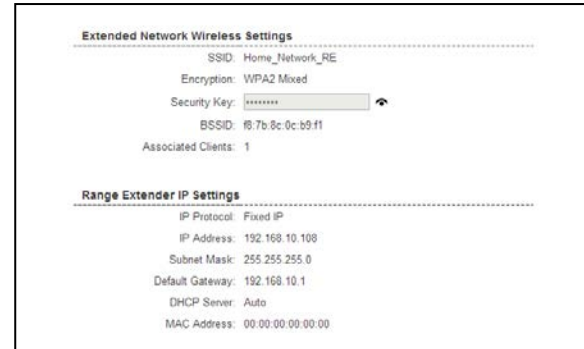 Extended Network Wireless Settings
SSID: Home_Network_RE
Encryption: WPA2 Mixed
Security Key: ••••••••
BSSID: f8:7b:8c:0c:b9:f1
Associated Clients: 1
Range Extender IP Settings
IP Protocol: Fixed IP
IP Address: 192.168.10.108
Subnet Mask: 255.255.255.0
Default Gateway: 192.168.10.1
DHCP Server: Auto
MAC Address: 00:00:00:00:00:00